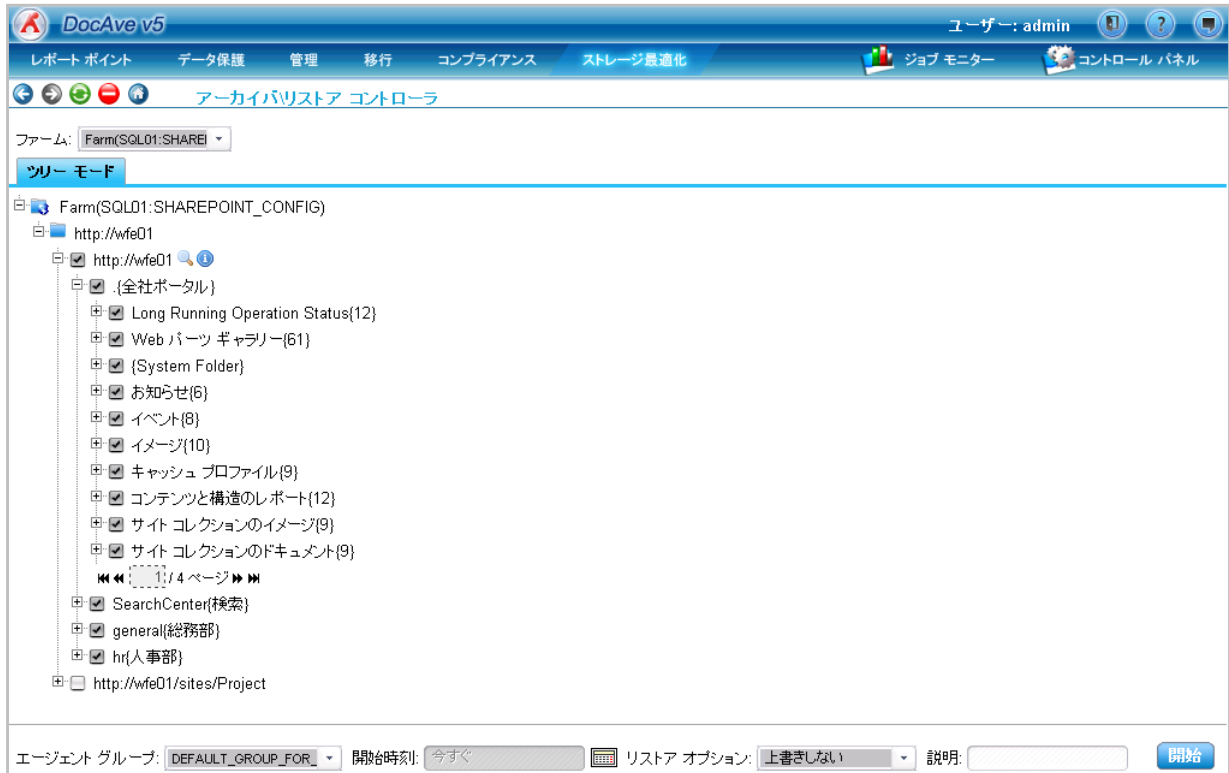 DocAve v5 ユーザー: admin
レポート ポイント データ保護 管理 移行 コンプライアンス ストレージ最適化 ジョブ モニター コントロール パネル
アーカイバ\リストア コントローラ
ファーム: Farm(SQL01:SHAREI
ツリー モード
Farm(SQL01:SHAREPOINT_CONFIG)
http://wfe01
http://wfe01
.{全社ポータル}
Long Running Operation Status{12}
Web パーツ ギャラリー{61}
{System Folder}
お知らせ{6}
イベント{8}
イメージ{10}
キャッシュ プロファイル{9}
コンテンツと構造のレポート{12}
サイト コレクションのイメージ{9}
サイト コレクションのドキュメント{9}
1 / 4 ページ
SearchCenter{検索}
general{総務部}
hr{人事部}
http://wfe01/sites/Project
エージェント グループ: DEFAULT_GROUP_FOR_ 開始時刻: 今すぐ リストア オプション: 上書きしない 説明: 開始